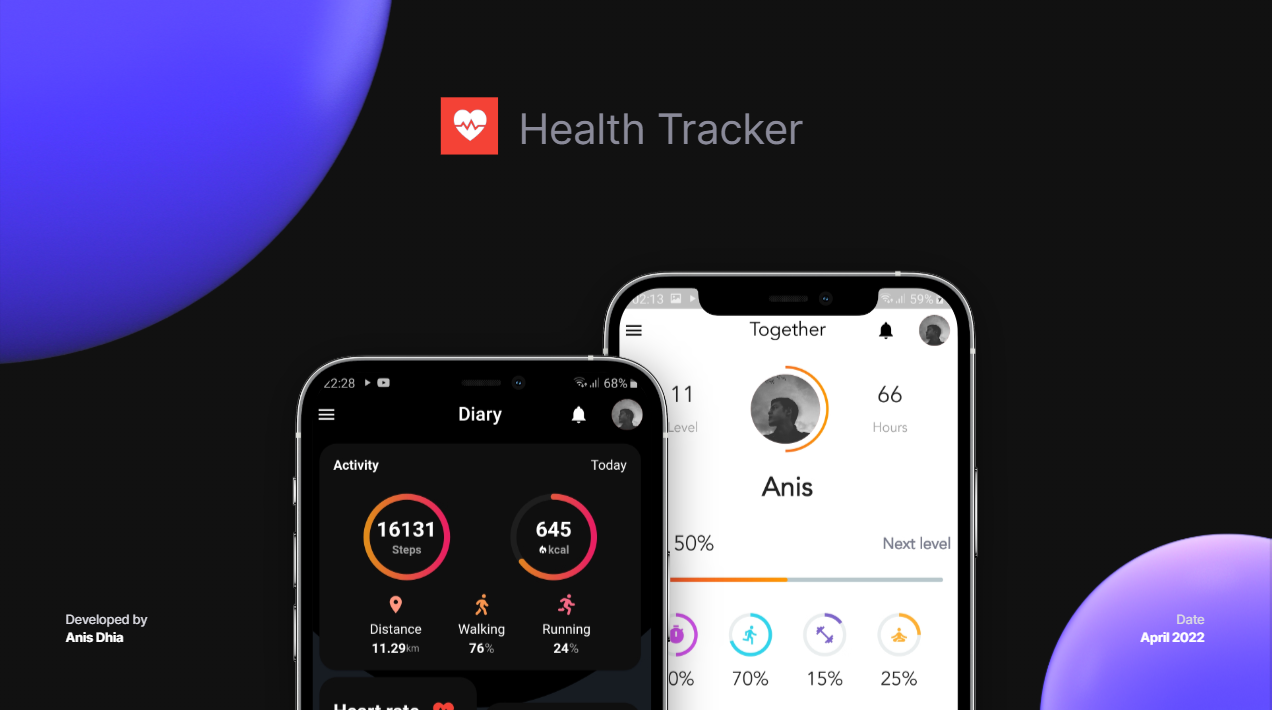 Health Tracker
22:28
68%
Diary
Activity
Today
16131
Steps
645
kcal
Distance
11.29km
Walking
76%
Running
24%
Heart rate
02:13
59%
Together
11
Level
66
Hours
Anis
50%
Next level
70%
15%
25%
Developed by
Anis Dhia
Date
April 2022